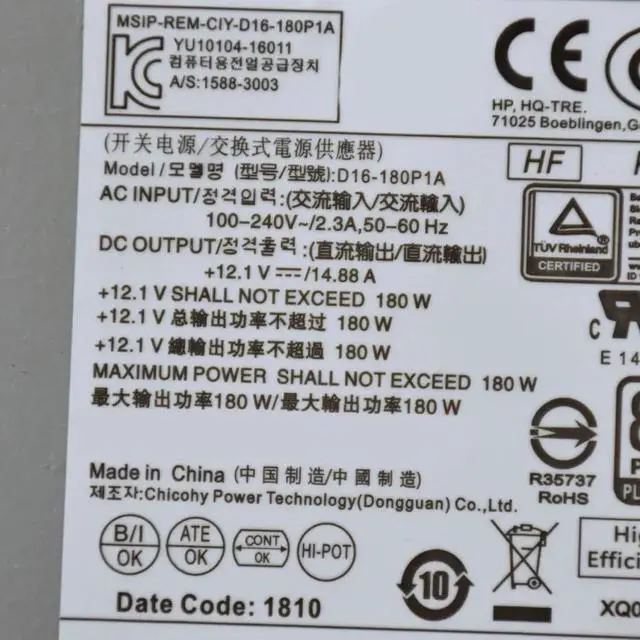 MSIP-REM-CIY-D16-180P1A
YU10104-16011
컴퓨터용전열공급장치
A/S:1588-3003
HP, HQ-TRE.
71025 Boeblingen,
(开关电源/交换式電源供應器)
Model/모델명 (型号/型號):D16-180P1A
HF
AC INPUT/정격입력:(交流输入/交流輸入)
100-240V~/2.3A,50-60 Hz
DC OUTPUT/정격출력:(直流输出/直流輸出)
+12.1 V⎓/14.88 A
TÜV Rheinland
CERTIFIED
+12.1 V SHALL NOT EXCEED 180 W
+12.1 V 总输出功率不超过 180 W
+12.1 V 總輸出功率不超過 180 W
MAXIMUM POWER SHALL NOT EXCEED 180 W
最大输出功率180 W/最大輸出功率180 W
Made in China (中国制造/中國製造)
제조자:Chicohy Power Technology(Dongguan) Co.,Ltd.
R35737
RoHS
B/I
OK
ATE
OK
CONT
OK
HI-POT
10
Date Code: 1810